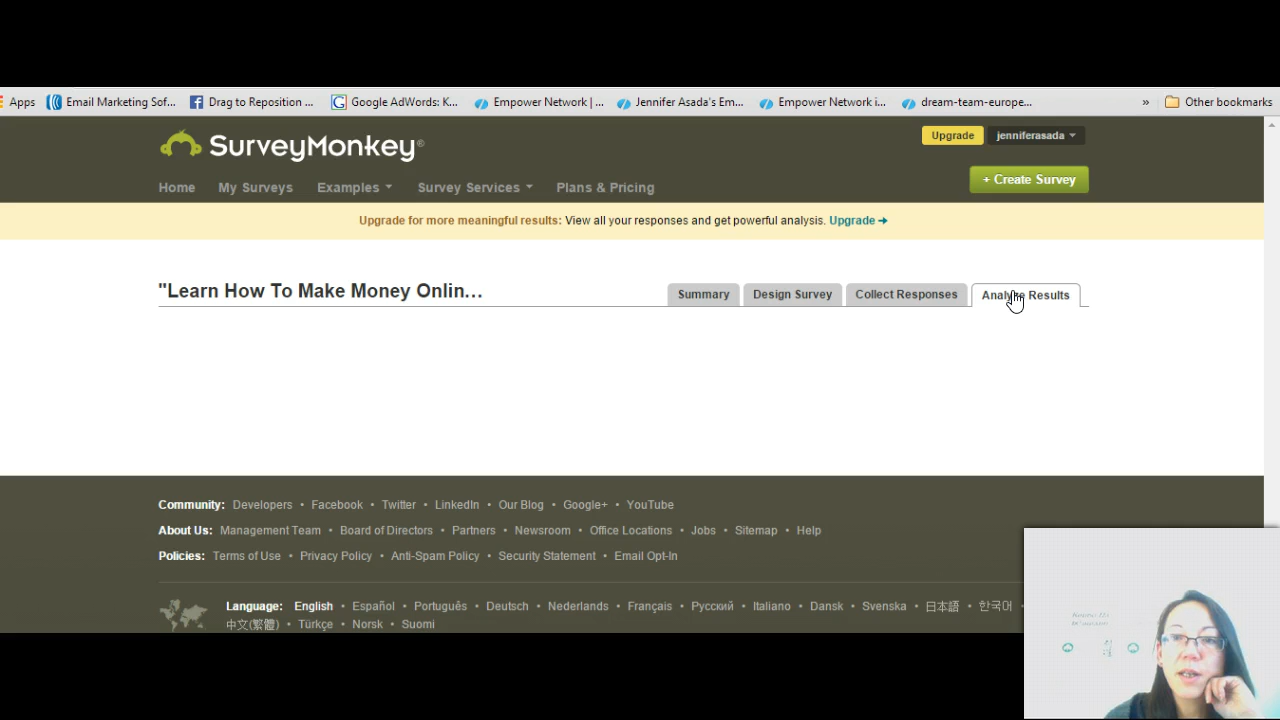 Apps Email Marketing Sof... Drag to Reposition ... Google AdWords: K... Empower Network | ... Jennifer Asada's Em... Empower Network i... dream-team-europe... » Other bookmarks
SurveyMonkey® Upgrade jenniferasada
Home My Surveys Examples Survey Services Plans & Pricing + Create Survey
Upgrade for more meaningful results: View all your responses and get powerful analysis. Upgrade →
"Learn How To Make Money Onlin... Summary Design Survey Collect Responses Analyze Results
Community: Developers • Facebook • Twitter • LinkedIn • Our Blog • Google+ • YouTube
About Us: Management Team • Board of Directors • Partners • Newsroom • Office Locations • Jobs • Sitemap • Help
Policies: Terms of Use • Privacy Policy • Anti-Spam Policy • Security Statement • Email Opt-In
Language: English • Español • Português • Deutsch • Nederlands • Français • Русский • Italiano • Dansk • Svenska • 日本語 • 한국어 •
中文(繁體) • Türkçe • Norsk • Suomi